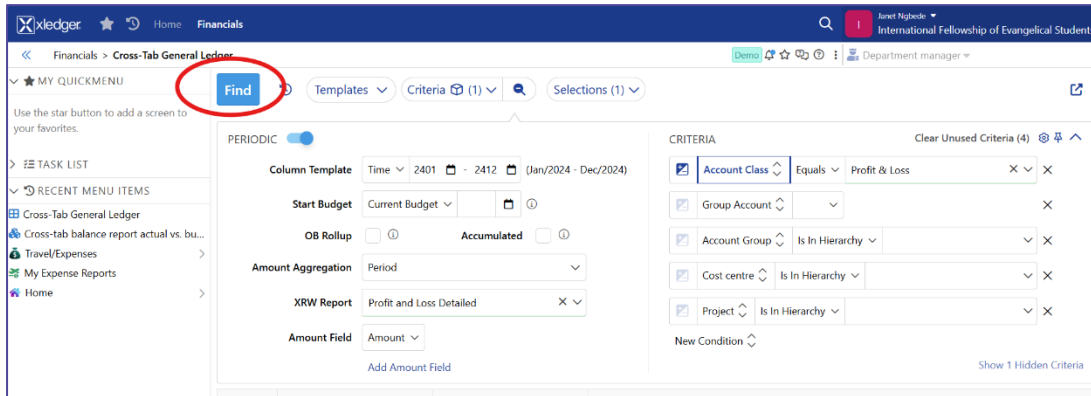 xledger Home Financials
Janet Ngbede
International Fellowship of Evangelical Student
I
Financials > Cross-Tab General Ledger
Demo
Department manager
MY QUICKMENU
Use the star button to add a screen to
your favorites.
TASK LIST
RECENT MENU ITEMS
Cross-Tab General Ledger
Cross-tab balance report actual vs. bu...
Travel/Expenses
My Expense Reports
Home
Find
Templates
Criteria (1)
Selections (1)
PERIODIC
Column Template Time 2401 - 2412 (Jan/2024 - Dec/2024)
Start Budget Current Budget
OB Rollup Accumulated
Amount Aggregation Period
XRW Report Profit and Loss Detailed
Amount Field Amount
Add Amount Field
CRITERIA Clear Unused Criteria (4)
Account Class Equals Profit & Loss
Group Account
Account Group Is In Hierarchy
Cost centre Is In Hierarchy
Project Is In Hierarchy
New Condition
Show 1 Hidden Criteria